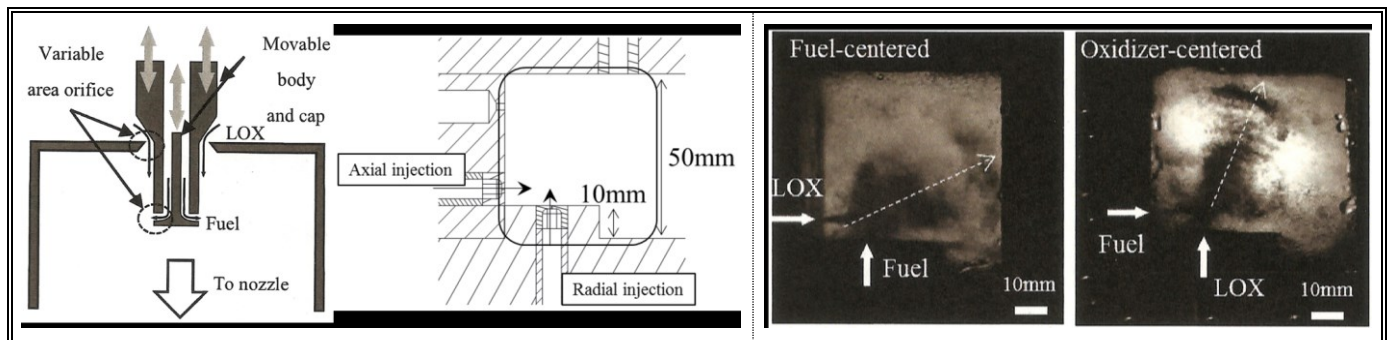 Variable
area orifice
Movable
body
and cap
LOX
Fuel
To nozzle
Axial injection
50mm
10mm
Radial injection
Fuel-centered
LOX
Fuel
10mm
Oxidizer-centered
Fuel
LOX
10mm